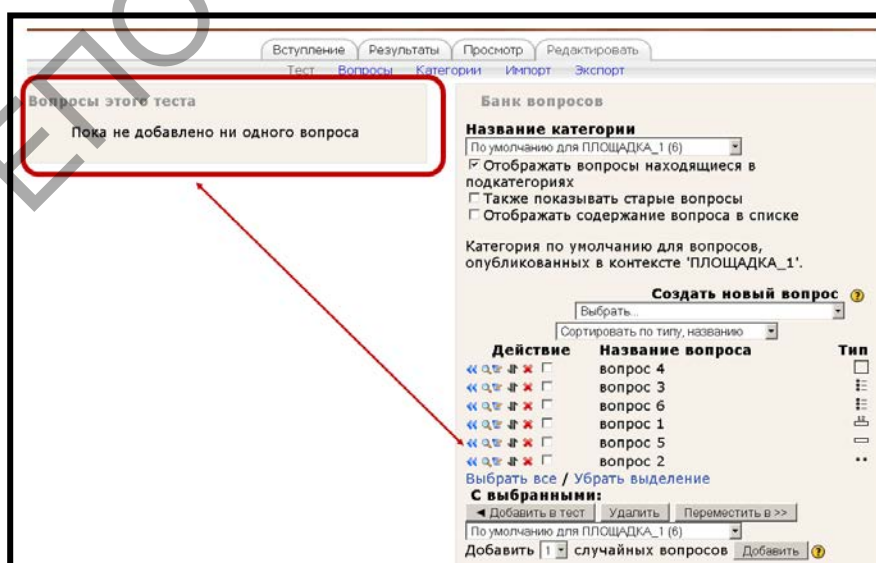 ЕПО
Вступление Результаты Просмотр Редактировать
Тест Вопросы Категории Импорт Экспорт
Вопросы этого теста
Пока не добавлено ни одного вопроса
Банк вопросов
Название категории
По умолчанию для ПЛОЩАДКА_1 (6)
Отображать вопросы находящиеся в
подкатегориях
Также показывать старые вопросы
Отображать содержание вопроса в списке
Категория по умолчанию для вопросов,
опубликованных в контексте 'ПЛОЩАДКА_1'.
Создать новый вопрос ?
Выбрать...
Сортировать по типу, названию
Действие Название вопроса Тип
вопрос 4
вопрос 3
вопрос 6
вопрос 1
вопрос 5
вопрос 2
Выбрать все / Убрать выделение
С выбранными:
◄ Добавить в тест Удалить Переместить в >>
По умолчанию для ПЛОЩАДКА_1 (6)
Добавить 1 случайных вопросов Добавить ?